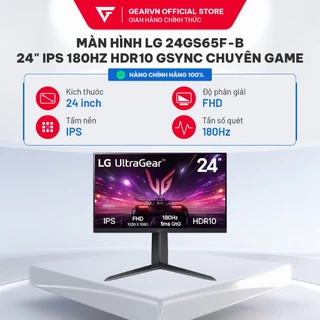 GEARVN OFFICIAL STORE
GIAN HÀNG CHÍNH THỨC
MÀN HÌNH LG 24GS65F-B
24" IPS 180HZ HDR10 GSYNC CHUYÊN GAME
HÀNG CHÍNH HÃNG 100%
Kích thước
24 inch
Độ phân giải
FHD
Tấm nền
IPS
Tần số quét
180Hz
LG UltraGear™
24"
IPS
FHD
1920 X 1080
180Hz
1ms GtG
HDR10